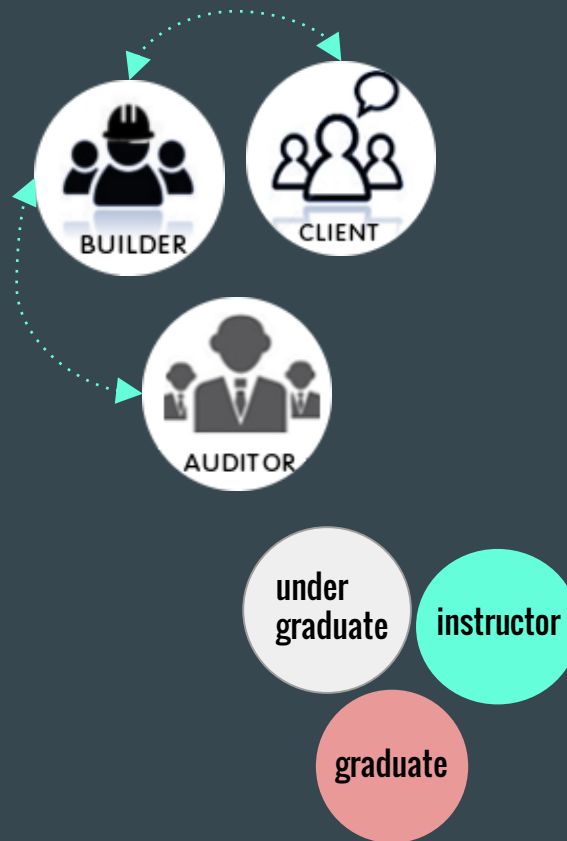 BUILDER
CLIENT
AUDITOR
under
graduate
instructor
graduate